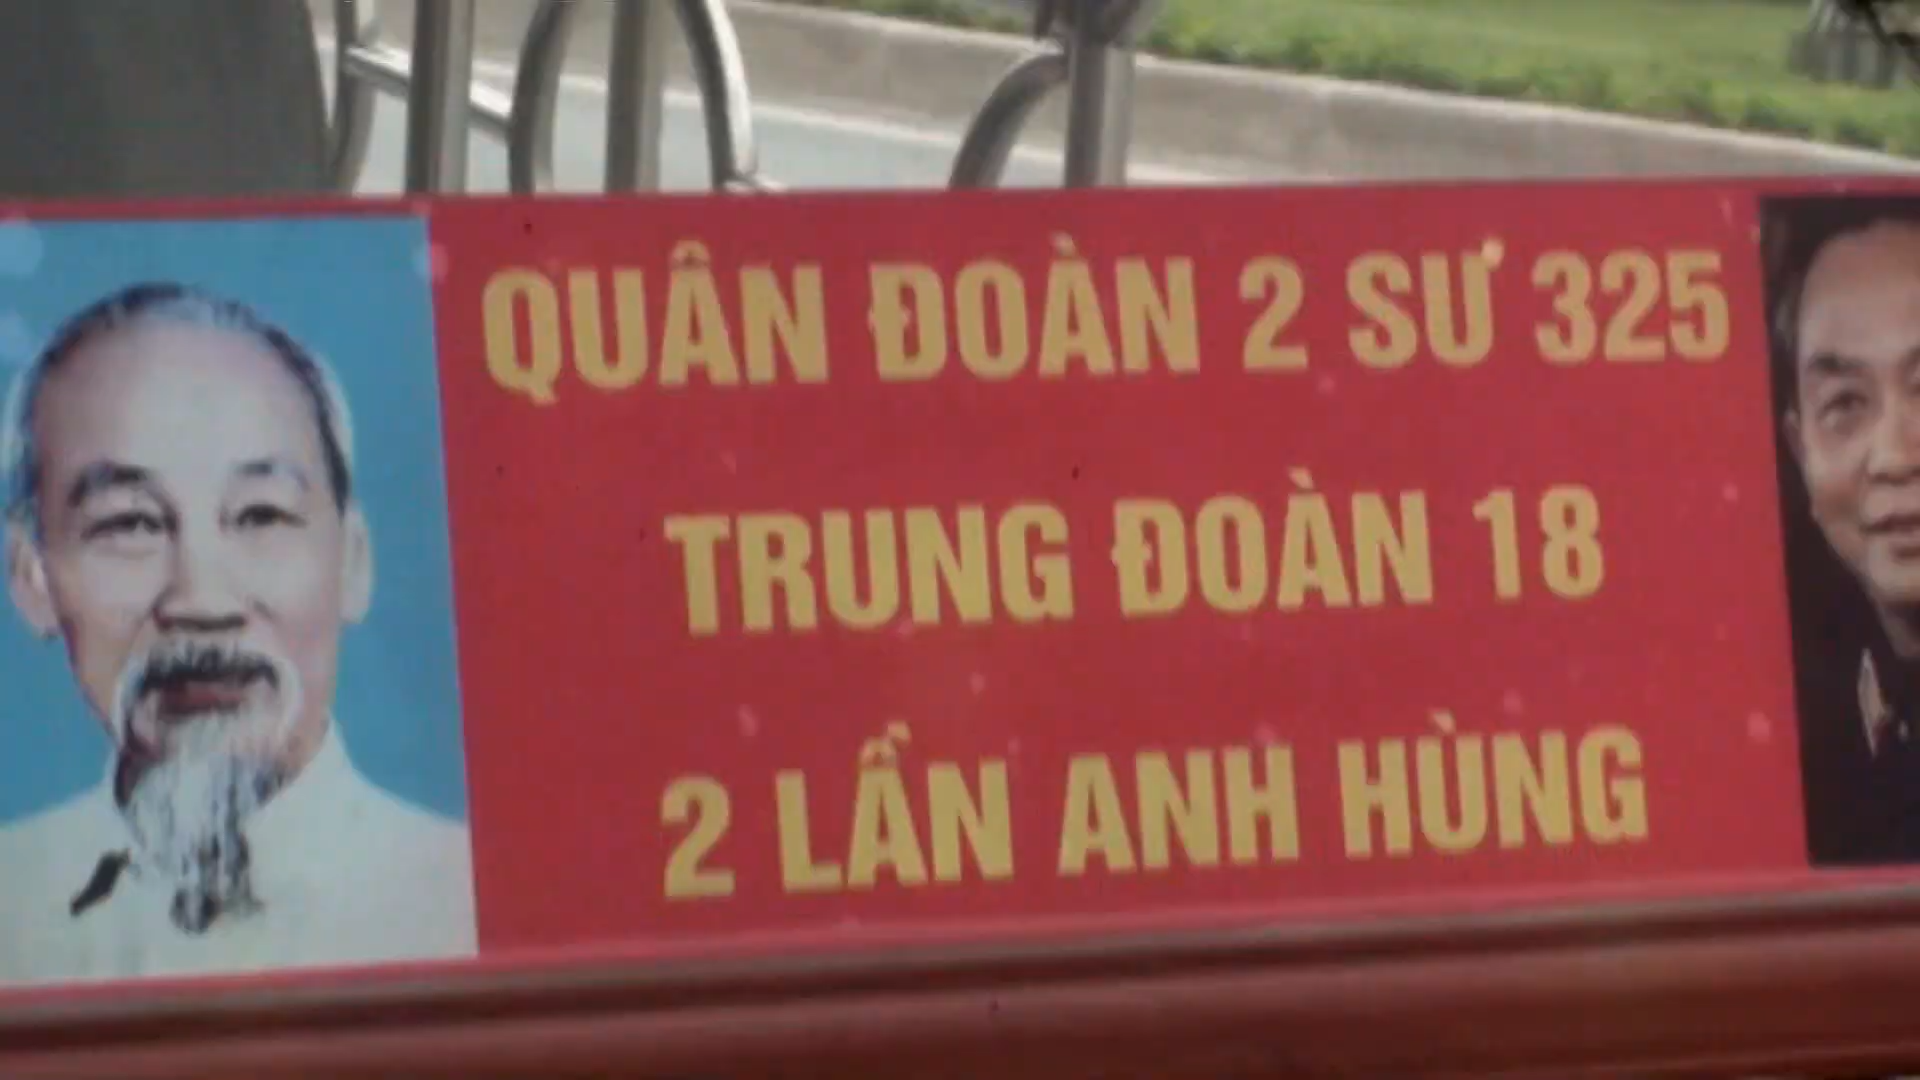 QUÂN ĐOÀN 2 SƯ 325
TRUNG ĐOÀN 18
2 LẦN ANH HÙNG